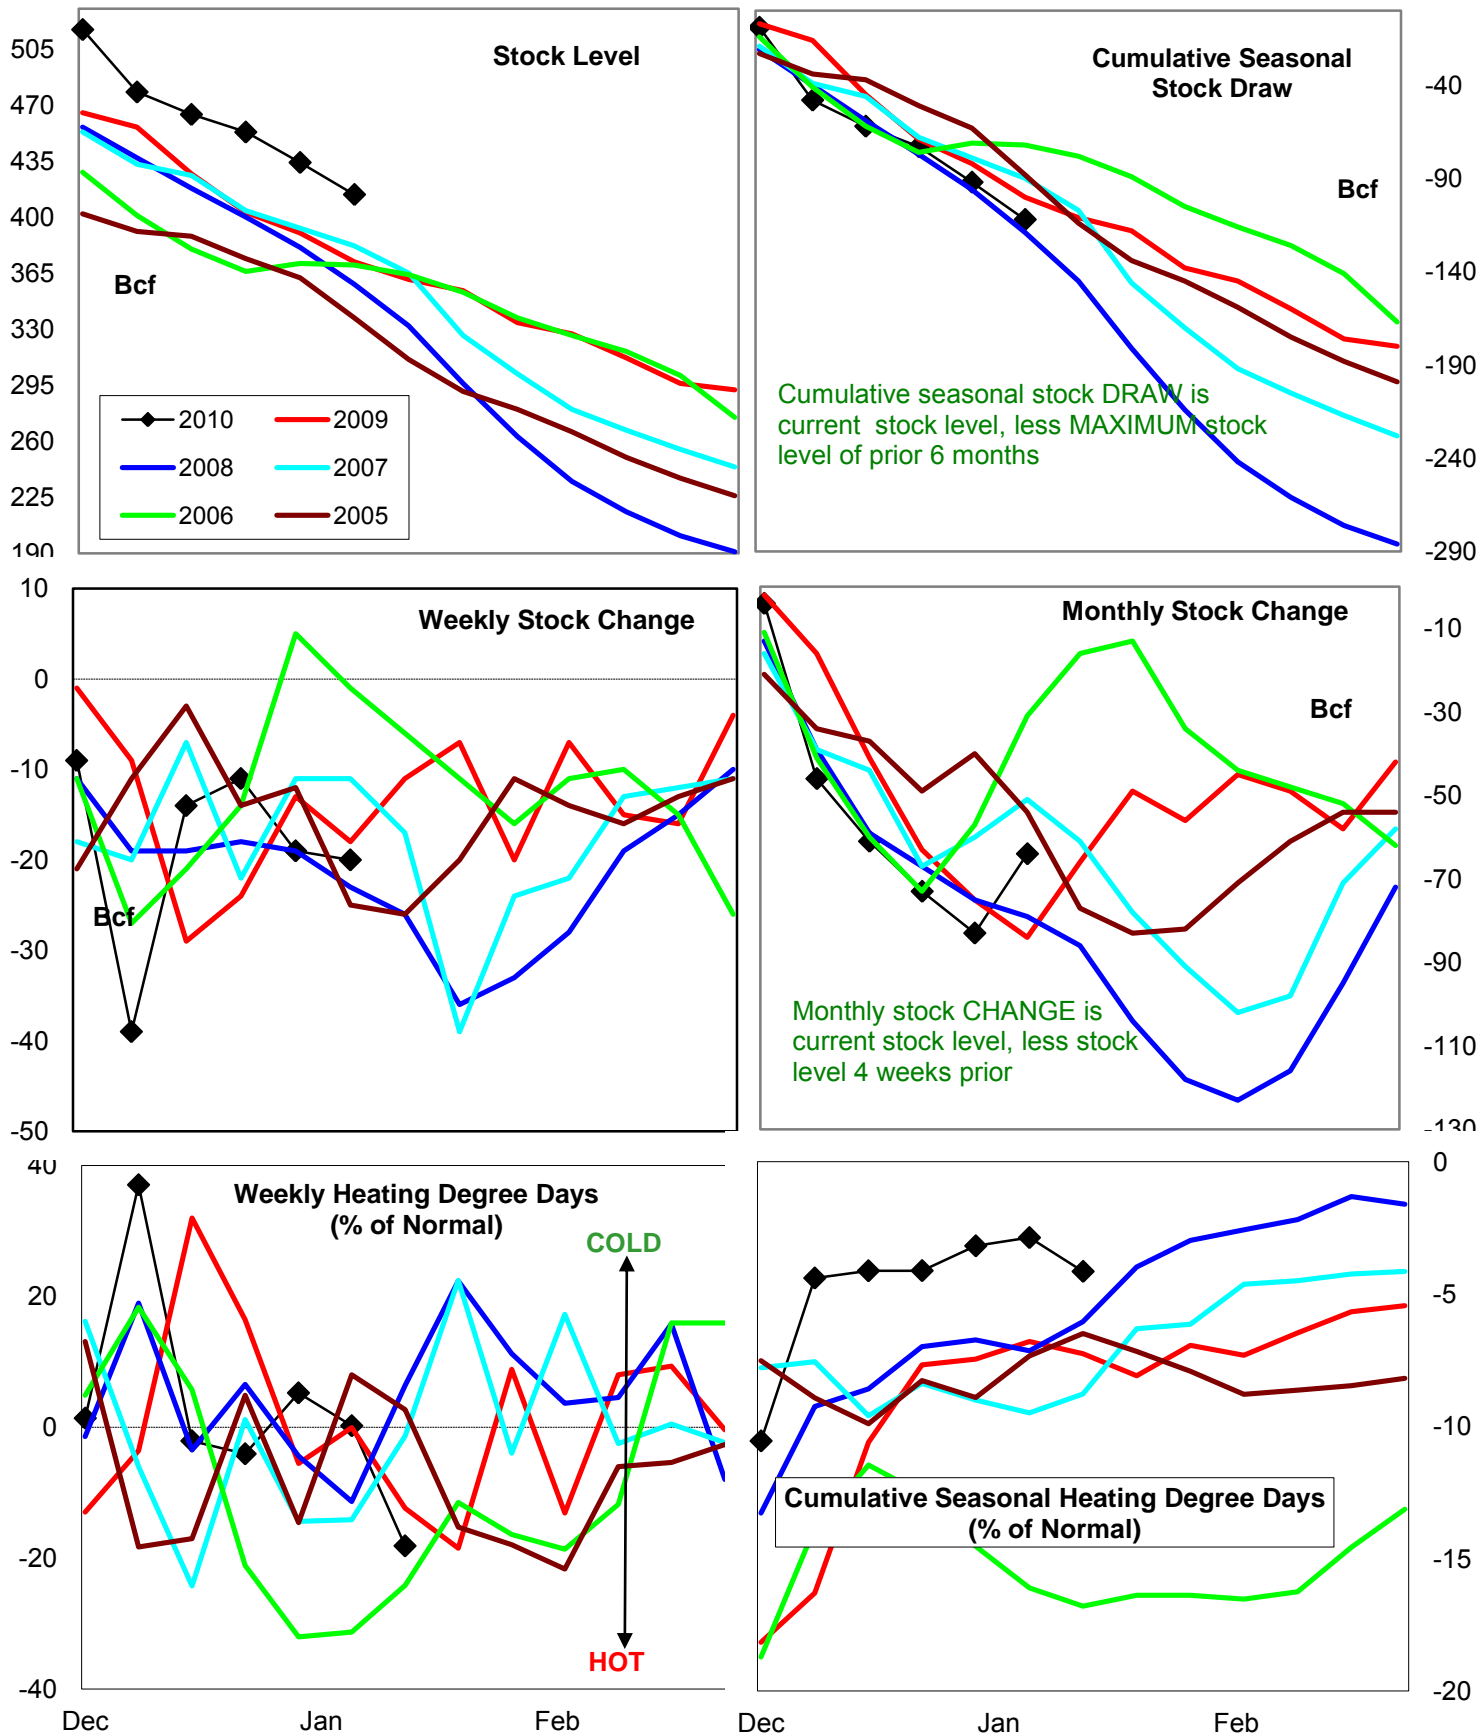 Stock Level
505
470
435
400
365
330
295
260
225
190
Bcf
2010
2009
2008
2007
2006
2005
Cumulative Seasonal
Stock Draw
Bcf
-40
-90
-140
-190
-240
-290
Cumulative seasonal stock DRAW is
current stock level, less MAXIMUM stock
level of prior 6 months
Weekly Stock Change
10
0
-10
-20
-30
-40
-50
Bcf
Monthly Stock Change
Bcf
-10
-30
-50
-70
-90
-110
-130
Monthly stock CHANGE is
current stock level, less stock
level 4 weeks prior
Weekly Heating Degree Days
(% of Normal)
40
20
0
-20
-40
COLD
HOT
Dec
Jan
Feb
0
-5
-10
-15
-20
Cumulative Seasonal Heating Degree Days
(% of Normal)
Dec
Jan
Feb